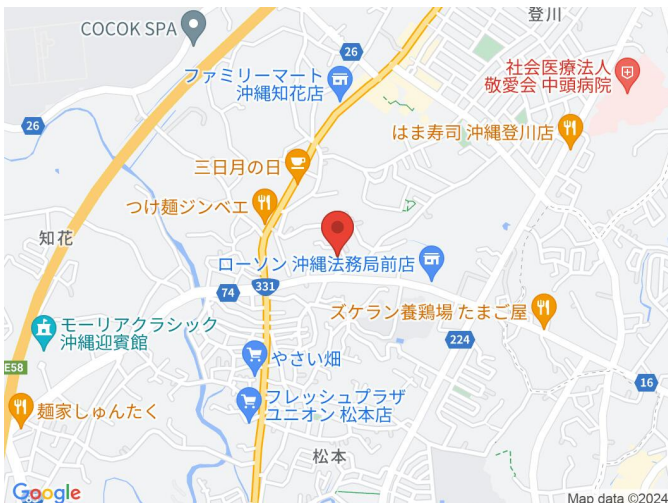 登川
COCOK SPA
26
ファミリーマート
沖縄知花店
社会医療法人
敬愛会 中頭病院
26
はま寿司 沖縄登川店
三日月の日
つけ麺ジンベエ
知花
ローソン 沖縄法務局前店
74
331
ズケラン養鶏場 たまご屋
モーリアクラシック
沖縄迎賓館
224
E58
やさい畑
16
フレッシュプラザ
ユニオン 松本店
麺家しゅんたく
松本
Google
Map data ©2024